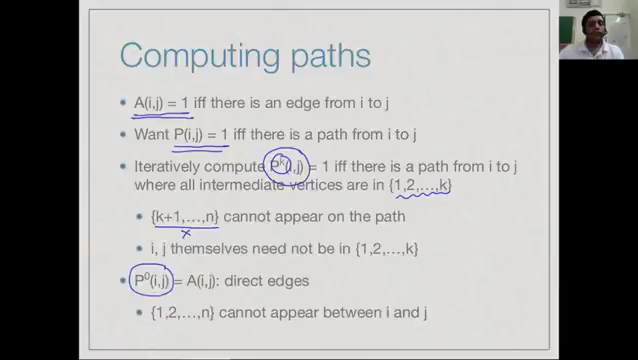 Computing paths
• A(i,j) = 1 iff there is an edge from i to j
• Want P(i,j) = 1 iff there is a path from i to j
• Iteratively compute Pᵏ(i,j) = 1 iff there is a path from i to j
where all intermediate vertices are in {1,2,…,k}
• {k+1,…,n} cannot appear on the path
• i, j themselves need not be in {1,2,…,k}
• P⁰(i,j) = A(i,j): direct edges
• {1,2,…,n} cannot appear between i and j